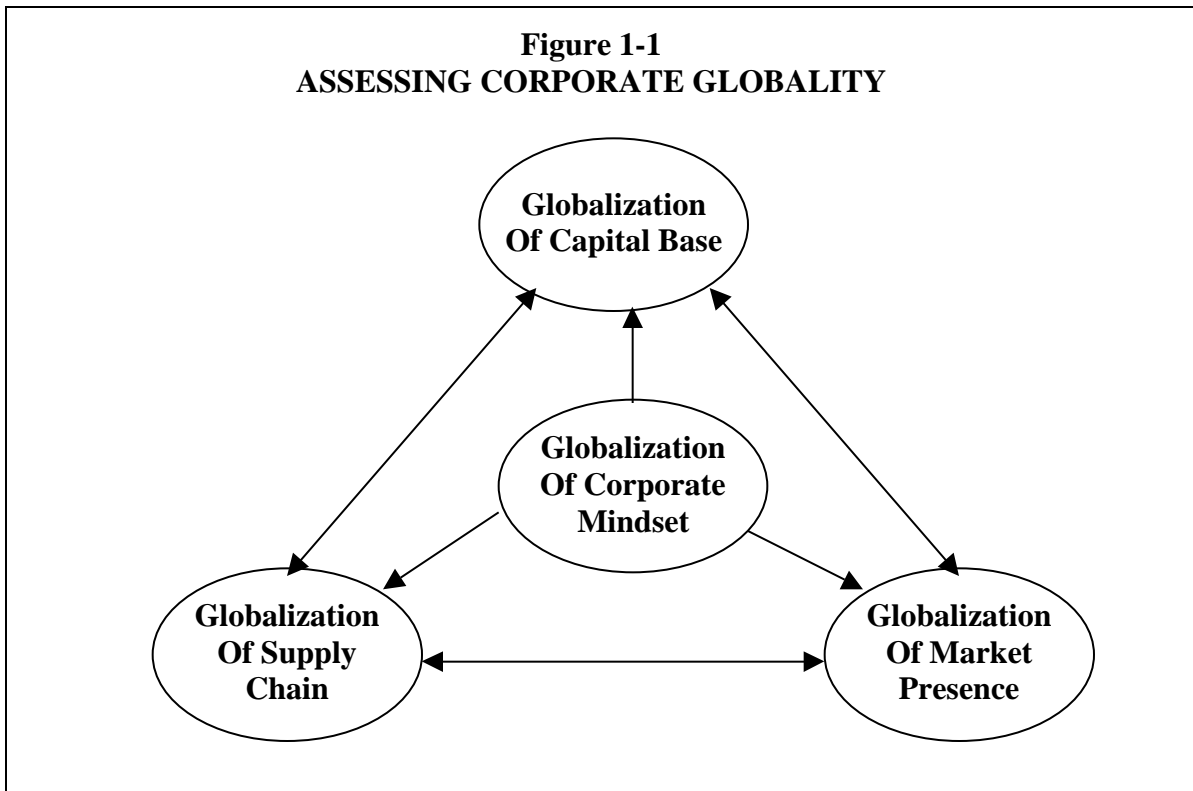 Figure 1-1
ASSESSING CORPORATE GLOBALITY
Globalization
Of Capital Base
Globalization
Of Corporate
Mindset
Globalization
Of Supply
Chain
Globalization
Of Market
Presence